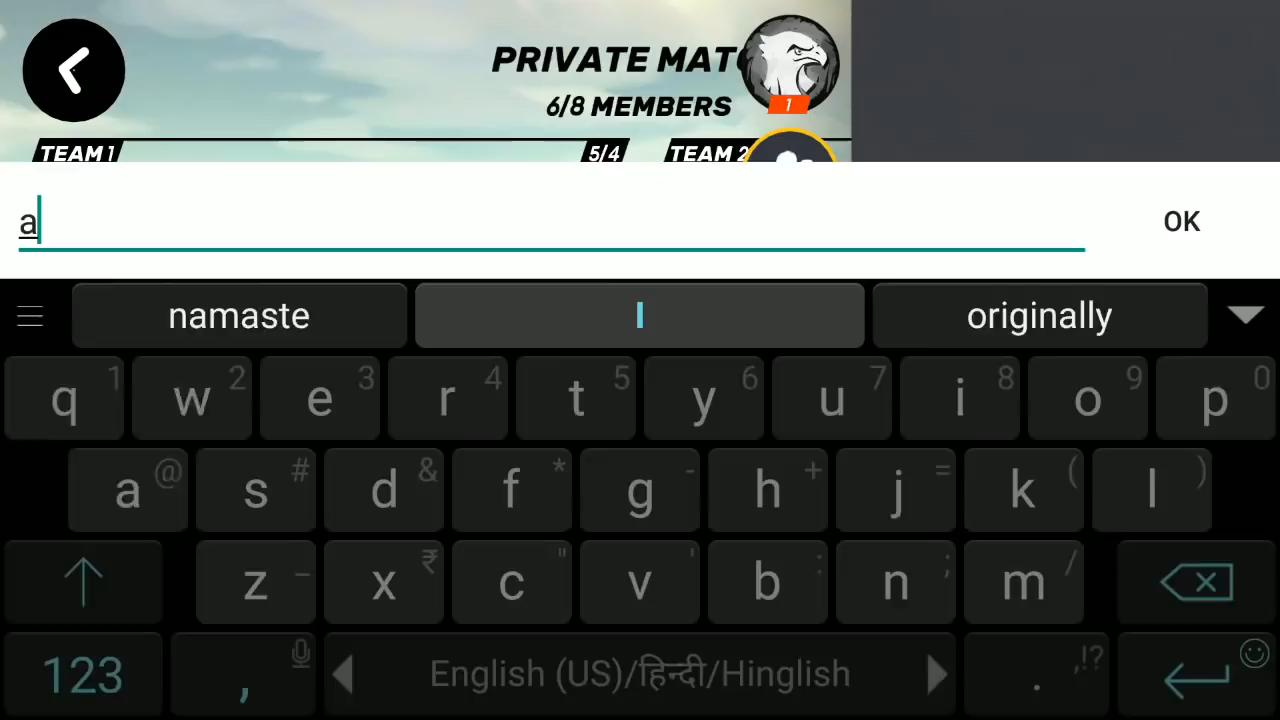 PRIVATE MATC
6/8 MEMBERS
1
TEAM 1
5/4
TEAM 2
a
OK
namaste
I
originally
q 1 w 2 e 3 r 4 t 5 y 6 u 7 i 8 o 9 p 0
a @ s # d & f * g - h + j = k ( l )
z _ x ₹ c " v ' b : n ; m /
123 , English (US)/हिन्दी/Hinglish . ,!?